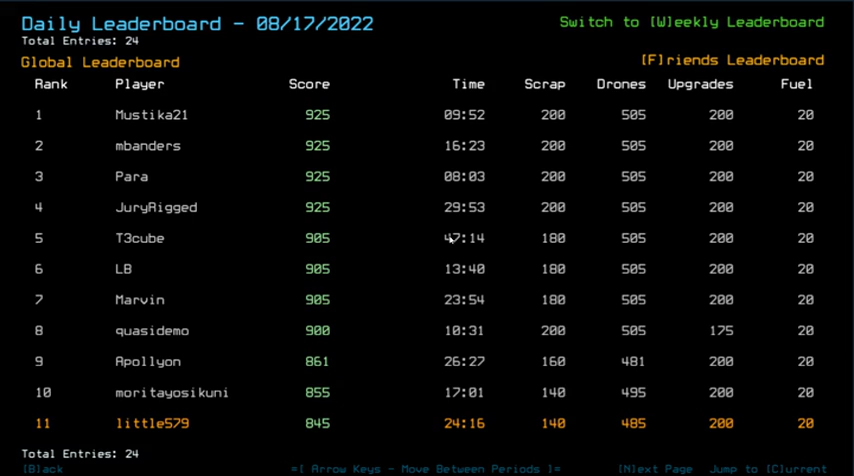 Daily Leaderboard - 08/17/2022 Switch to [W]eekly Leaderboard
Total Entries: 24
Global Leaderboard [F]riends Leaderboard
Rank Player Score Time Scrap Drones Upgrades Fuel
1 Mustika21 925 09:52 200 505 200 20
2 mbanders 925 16:23 200 505 200 20
3 Para 925 08:03 200 505 200 20
4 JuryRigged 925 29:53 200 505 200 20
5 T3cube 905 47:14 180 505 200 20
6 LB 905 13:40 180 505 200 20
7 Marvin 905 23:54 180 505 200 20
8 quasidemo 900 10:31 200 505 175 20
9 Apollyon 861 26:27 160 481 200 20
10 moritayosikuni 855 17:01 140 495 200 20
11 little579 845 24:16 140 485 200 20
Total Entries: 24
[B]ack =[ Arrow Keys - Move Between Periods ]= [N]ext Page Jump to [C]urrent